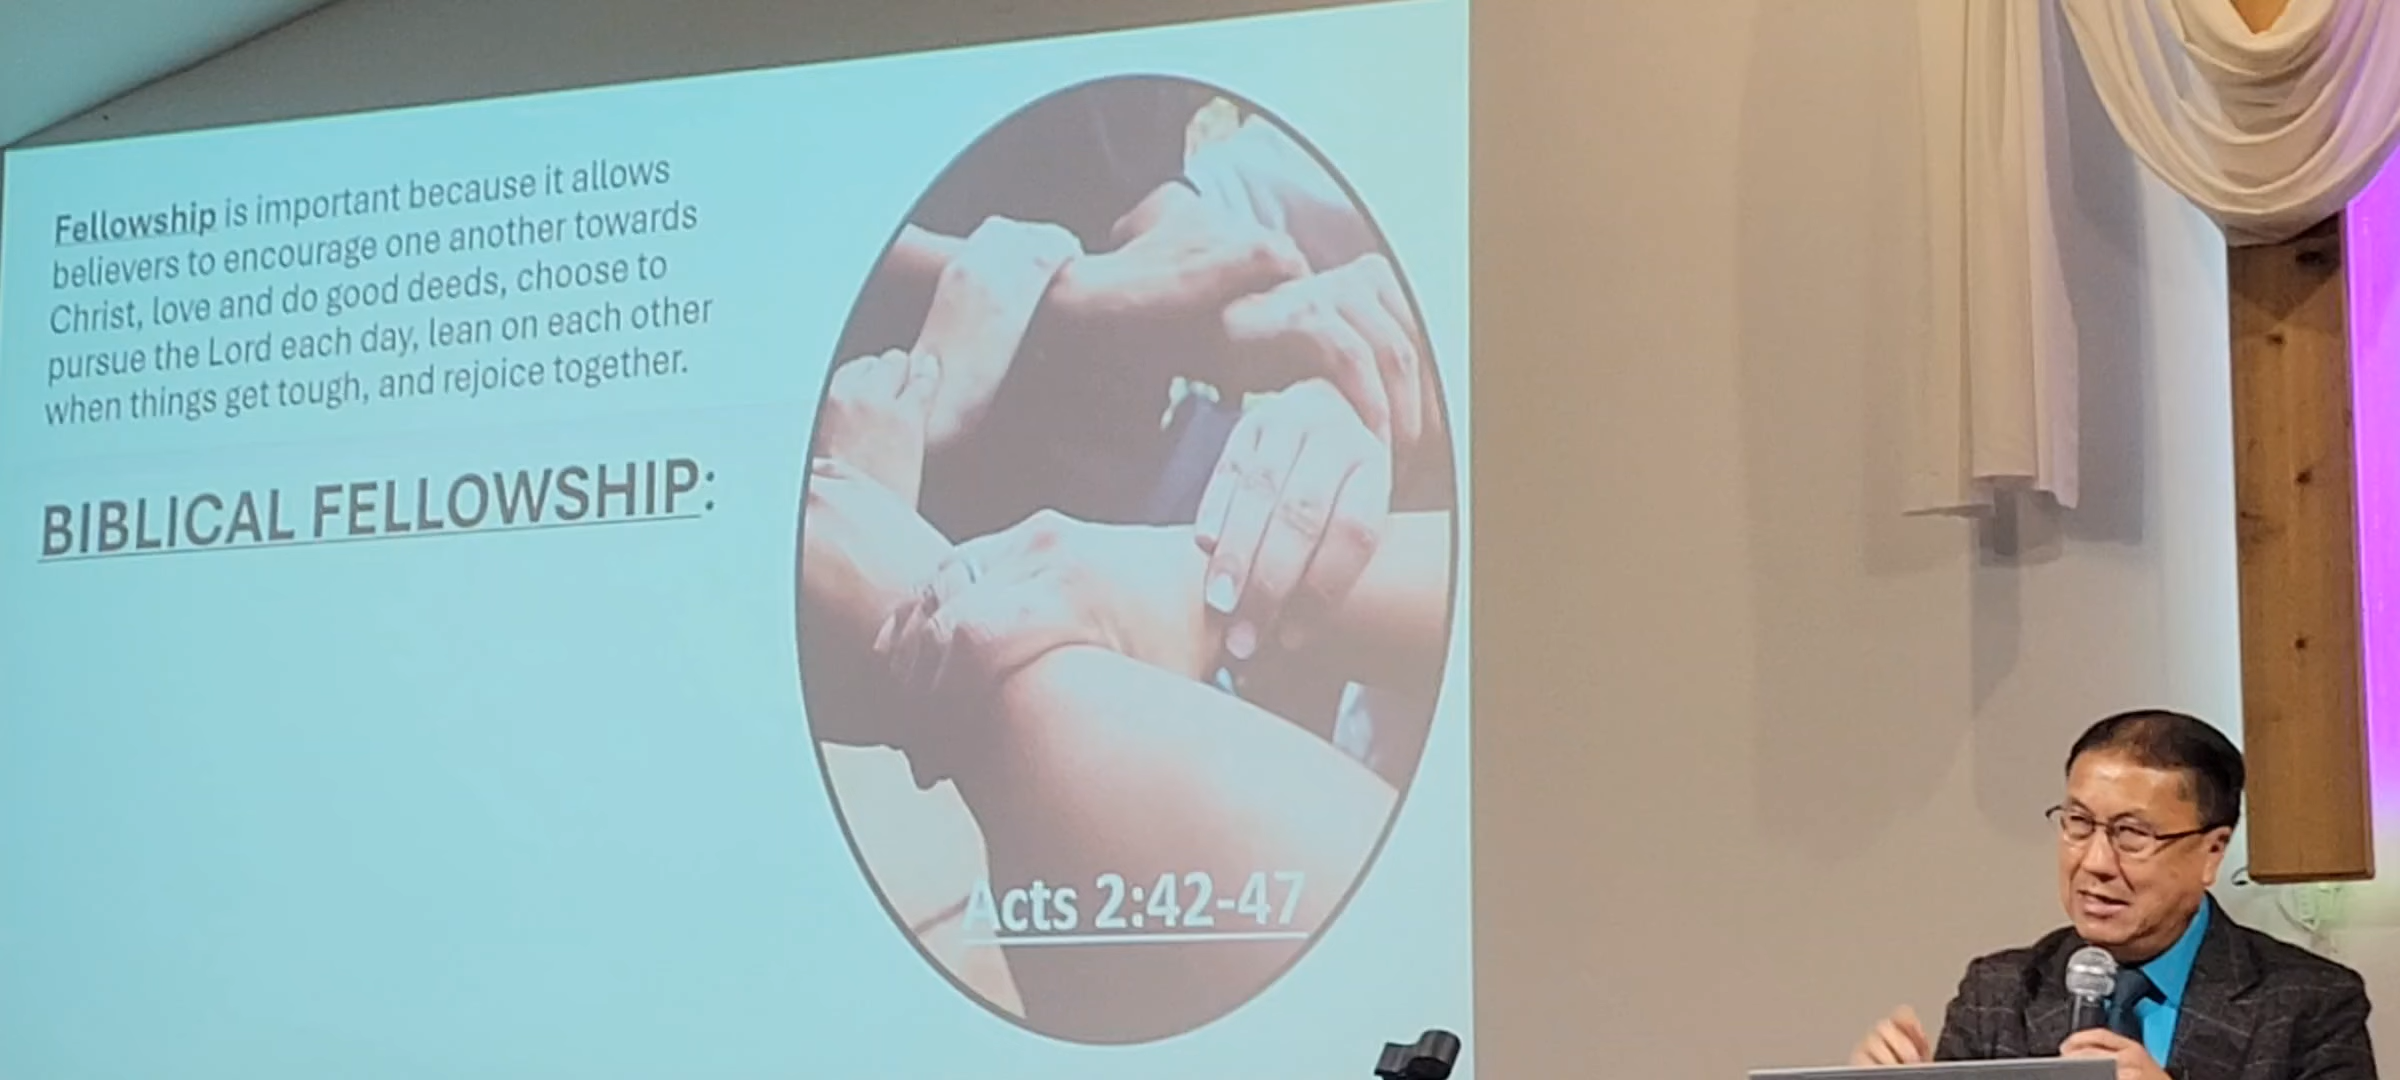 Fellowship is important because it allows
believers to encourage one another towards
Christ, love and do good deeds, choose to
pursue the Lord each day, lean on each other
when things get tough, and rejoice together.
BIBLICAL FELLOWSHIP:
Acts 2:42-47